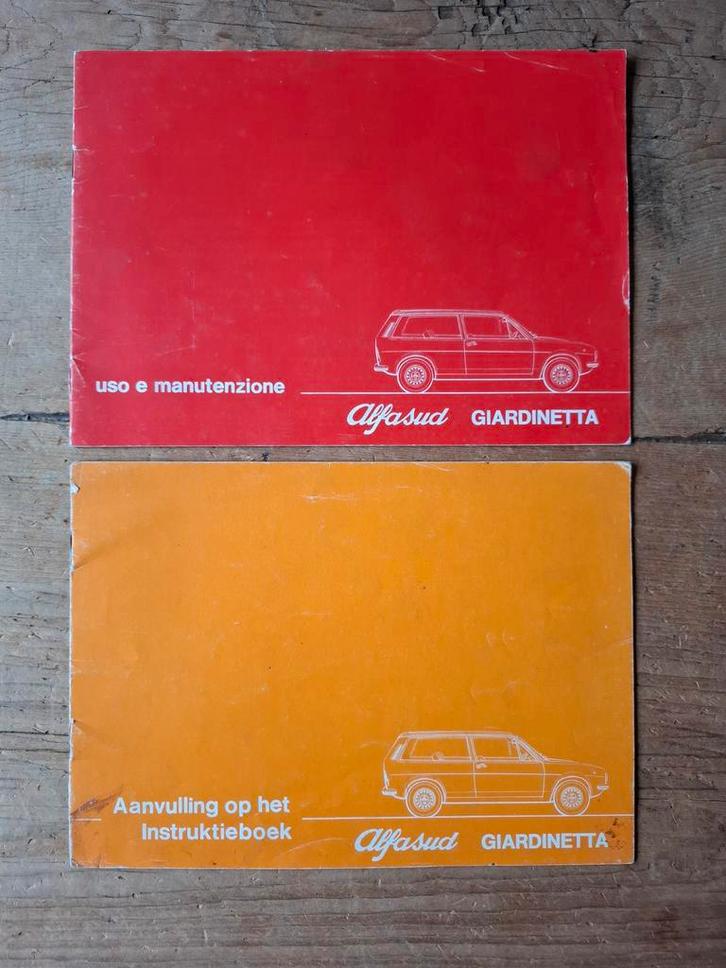 uso e manutenzione
Alfasud GIARDINETTA
Aanvulling op het
Instruktieboek
Alfasud GIARDINETTA